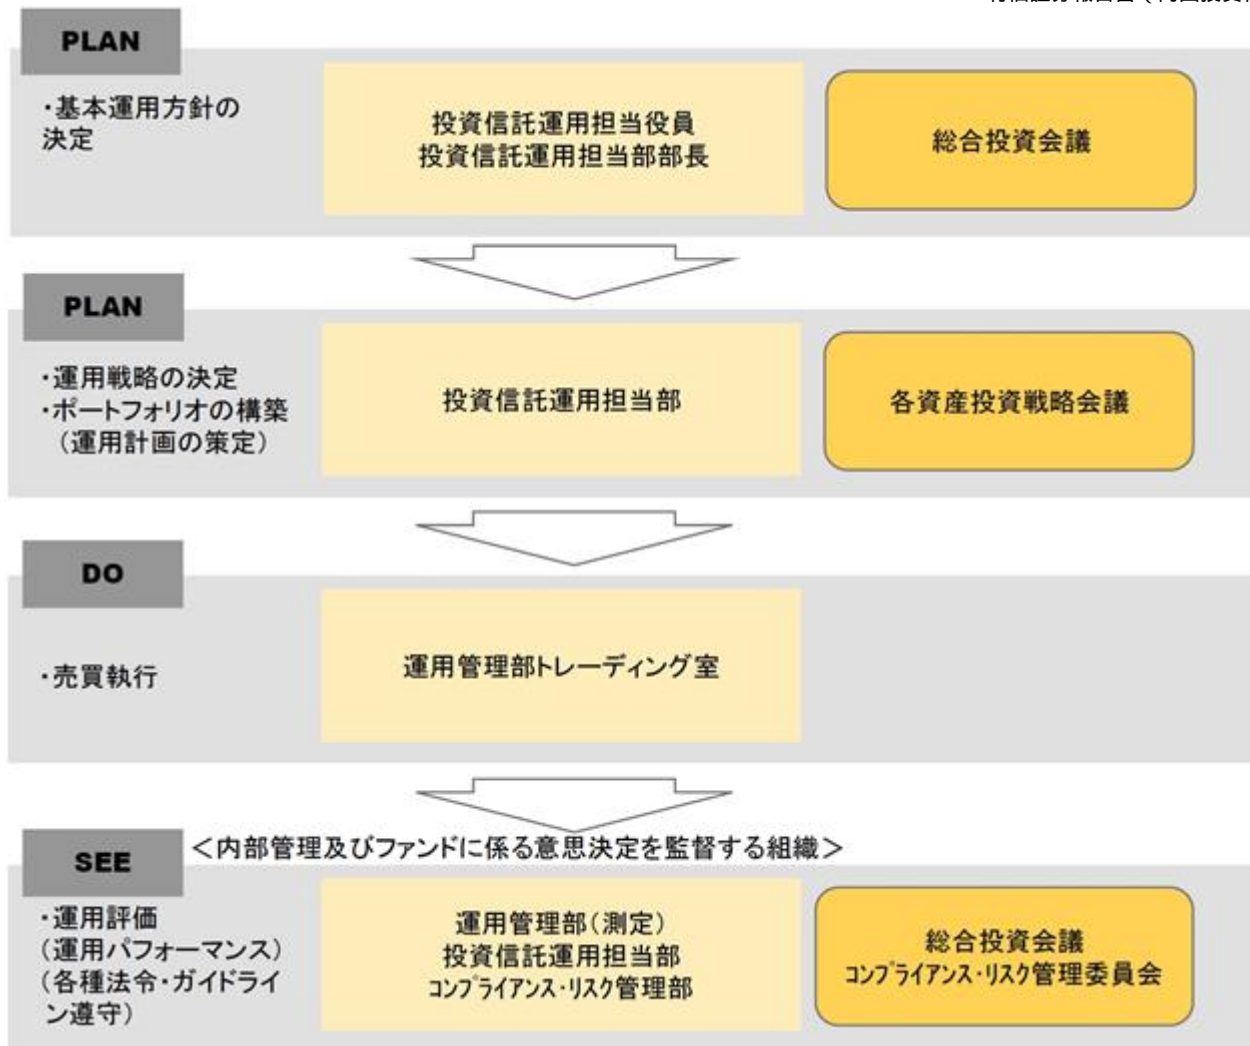 PLAN
・基本運用方針の
決定
投資信託運用担当役員
投資信託運用担当部部長
総合投資会議
PLAN
・運用戦略の決定
・ポートフォリオの構築
（運用計画の策定）
投資信託運用担当部
各資産投資戦略会議
DO
・売買執行
運用管理部トレーディング室
SEE
＜内部管理及びファンドに係る意思決定を監督する組織＞
・運用評価
（運用パフォーマンス）
（各種法令・ガイドライ
ン遵守）
運用管理部（測定）
投資信託運用担当部
ｺﾝﾌﾟﾗｲｱﾝｽ・ﾘｽｸ管理部
総合投資会議
ｺﾝﾌﾟﾗｲｱﾝｽ・ﾘｽｸ管理委員会